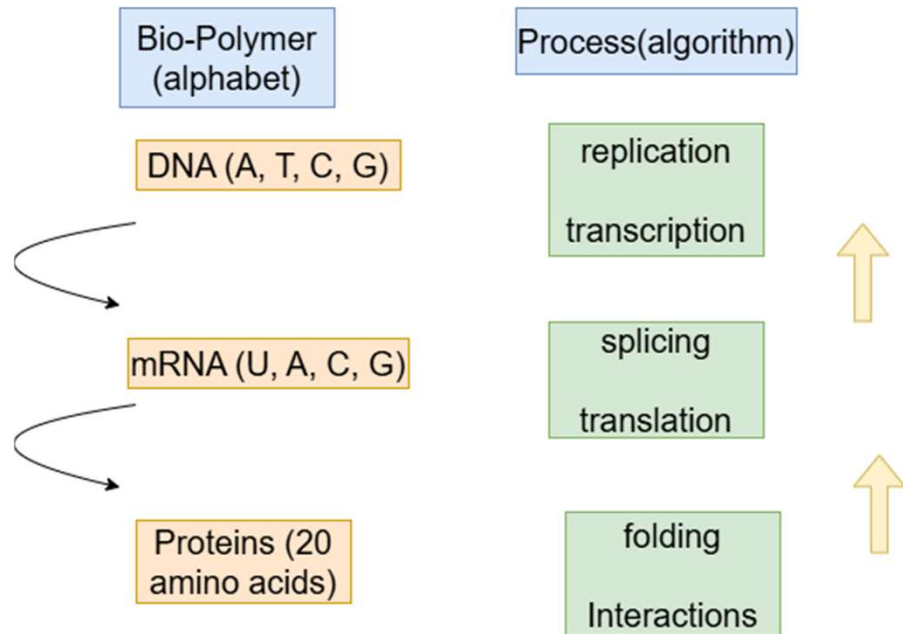 Bio-Polymer
(alphabet)
Process(algorithm)
DNA (A, T, C, G)
replication
transcription
mRNA (U, A, C, G)
splicing
translation
Proteins (20
amino acids)
folding
Interactions